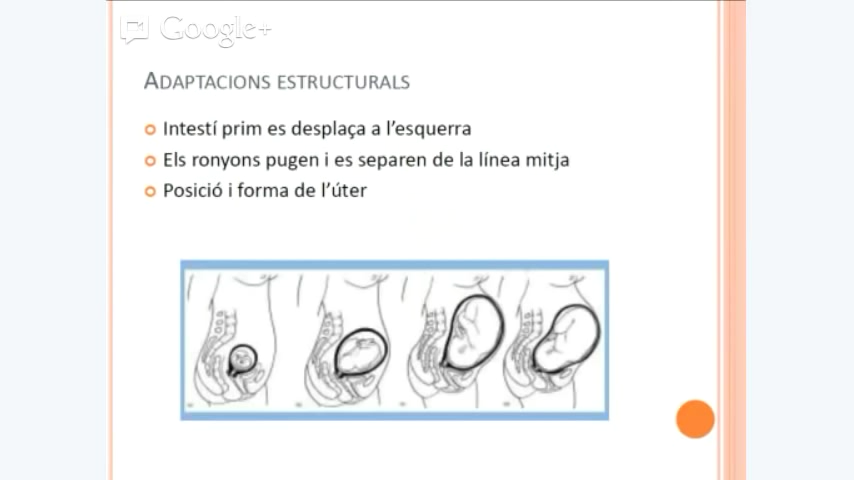 Google+
ADAPTACIONS ESTRUCTURALS
Intestí prim es desplaça a l'esquerra
Els ronyons pugen i es separen de la línea mitja
Posició i forma de l'úter